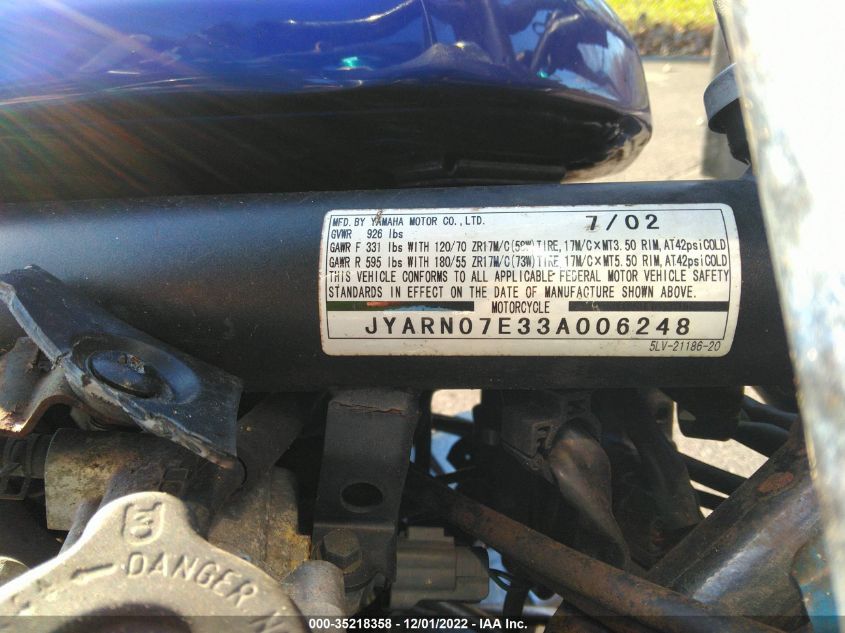 MFD. BY YAMAHA MOTOR CO., LTD. 7/02
GVWR 926 lbs
GAWR F 331 lbs WITH 120/70 ZR17M/C(58W)TIRE, 17M/C×MT3.50 RIM, AT42psiCOLD
GAWR R 595 lbs WITH 180/55 ZR17M/C(73W)TIRE 17M/C×MT5.50 RIM, AT42psiCOLD
THIS VEHICLE CONFORMS TO ALL APPLICABLE FEDERAL MOTOR VEHICLE SAFETY
STANDARDS IN EFFECT ON THE DATE OF MANUFACTURE SHOWN ABOVE.
MOTORCYCLE
JYARN07E33A006248
5LV-21186-20
DANGER
000-35218358 - 12/01/2022 - IAA Inc.